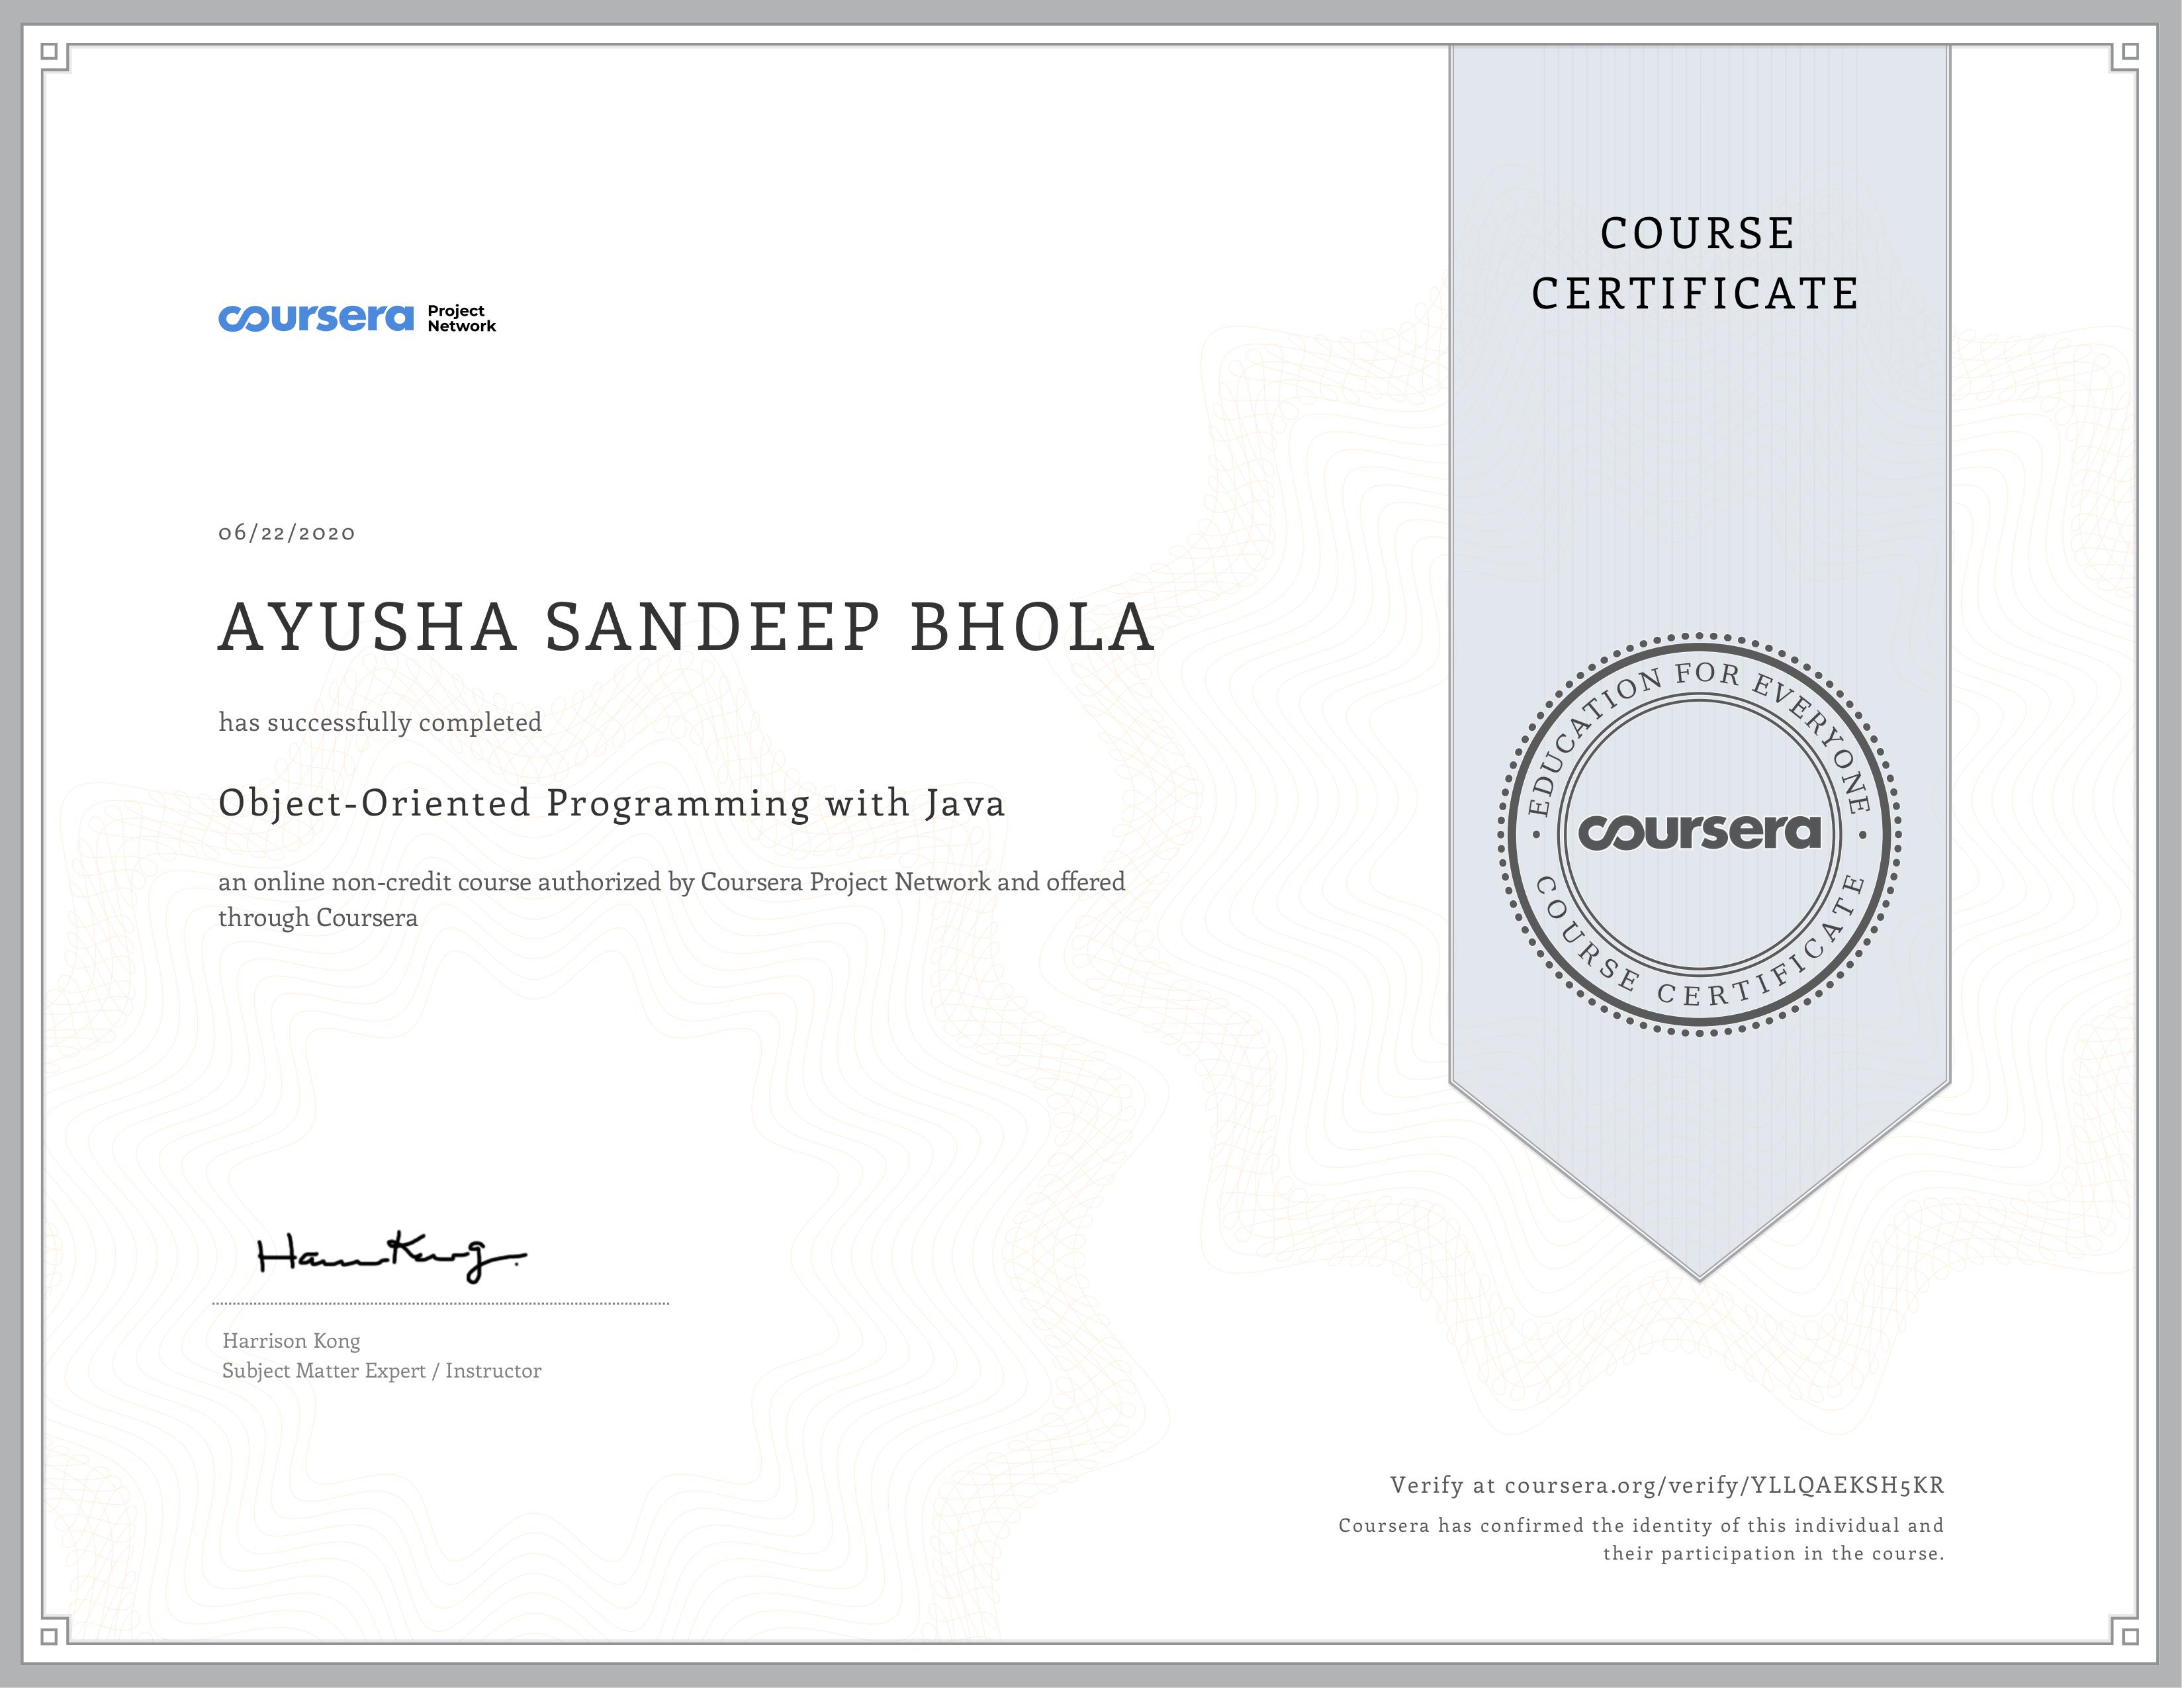 COURSE
CERTIFICATE
coursera Project
Network
06/22/2020
AYUSHA SANDEEP BHOLA
has successfully completed
Object-Oriented Programming with Java
an online non-credit course authorized by Coursera Project Network and offered
through Coursera
EDUCATION FOR EVERYONE
coursera
COURSE CERTIFICATE
Harrison Kong
Subject Matter Expert / Instructor
Verify at coursera.org/verify/YLLQAEKSH5KR
Coursera has confirmed the identity of this individual and
their participation in the course.